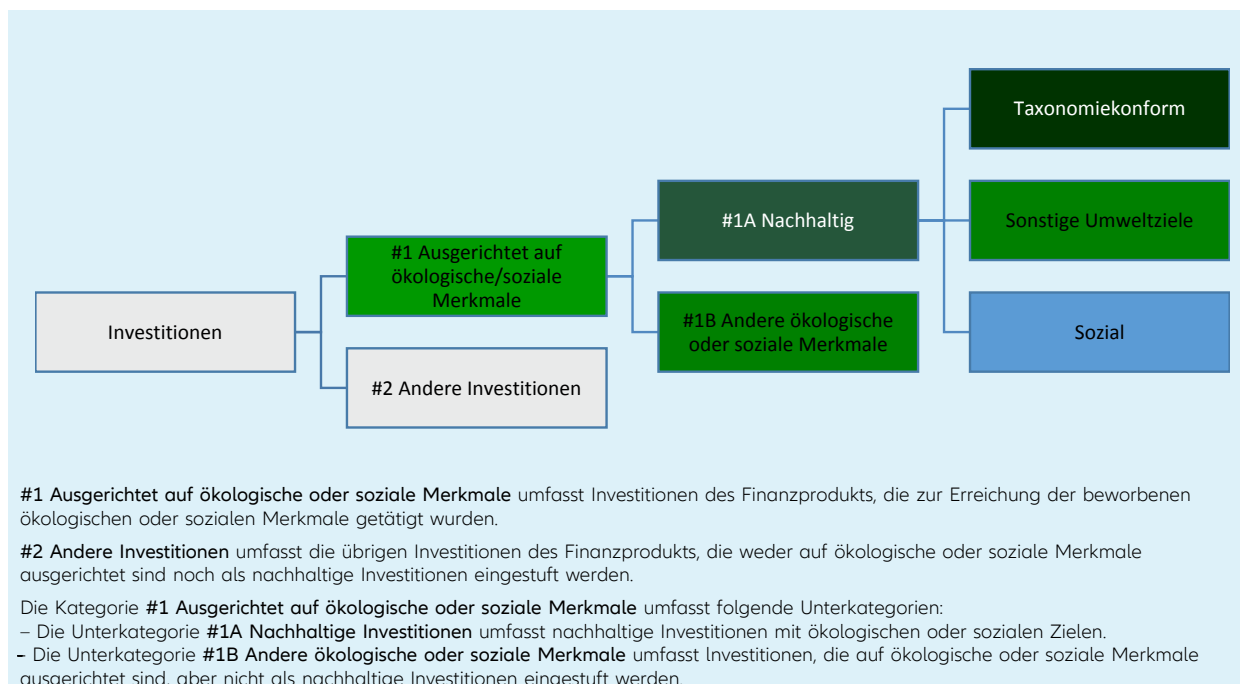 Taxonomiekonform
#1A Nachhaltig
Sonstige Umweltziele
#1 Ausgerichtet auf
ökologische/soziale
Merkmale
Investitionen
#1B Andere ökologische
oder soziale Merkmale
Sozial
#2 Andere Investitionen
#1 Ausgerichtet auf ökologische oder soziale Merkmale umfasst Investitionen des Finanzprodukts, die zur Erreichung der beworbenen
ökologischen oder sozialen Merkmale getätigt wurden.
#2 Andere Investitionen umfasst die übrigen Investitionen des Finanzprodukts, die weder auf ökologische oder soziale Merkmale
ausgerichtet sind noch als nachhaltige Investitionen eingestuft werden.
Die Kategorie #1 Ausgerichtet auf ökologische oder soziale Merkmale umfasst folgende Unterkategorien:
– Die Unterkategorie #1A Nachhaltige Investitionen umfasst nachhaltige Investitionen mit ökologischen oder sozialen Zielen.
- Die Unterkategorie #1B Andere ökologische oder soziale Merkmale umfasst Investitionen, die auf ökologische oder soziale Merkmale
ausgerichtet sind, aber nicht als nachhaltige Investitionen eingestuft werden.